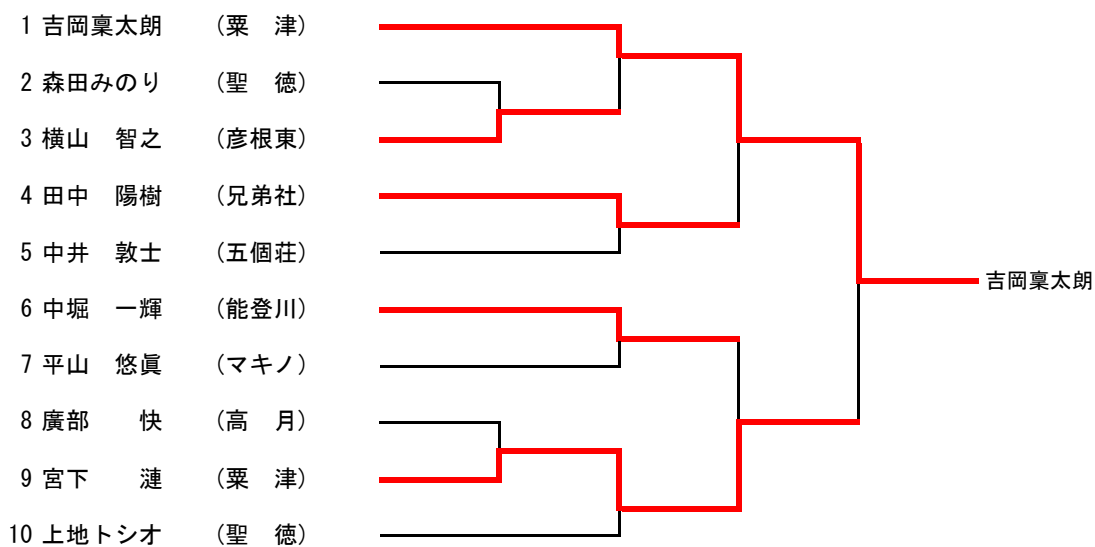 1 吉岡稟太朗 （粟　津）
2 森田みのり （聖　徳）
3 横山　智之 （彦根東）
4 田中　陽樹 （兄弟社）
5 中井　敦士 （五個荘）
吉岡稟太朗
6 中堀　一輝 （能登川）
7 平山　悠眞 （マキノ）
8 廣部　　快 （高　月）
9 宮下　　漣 （粟　津）
10 上地トシオ （聖　徳）